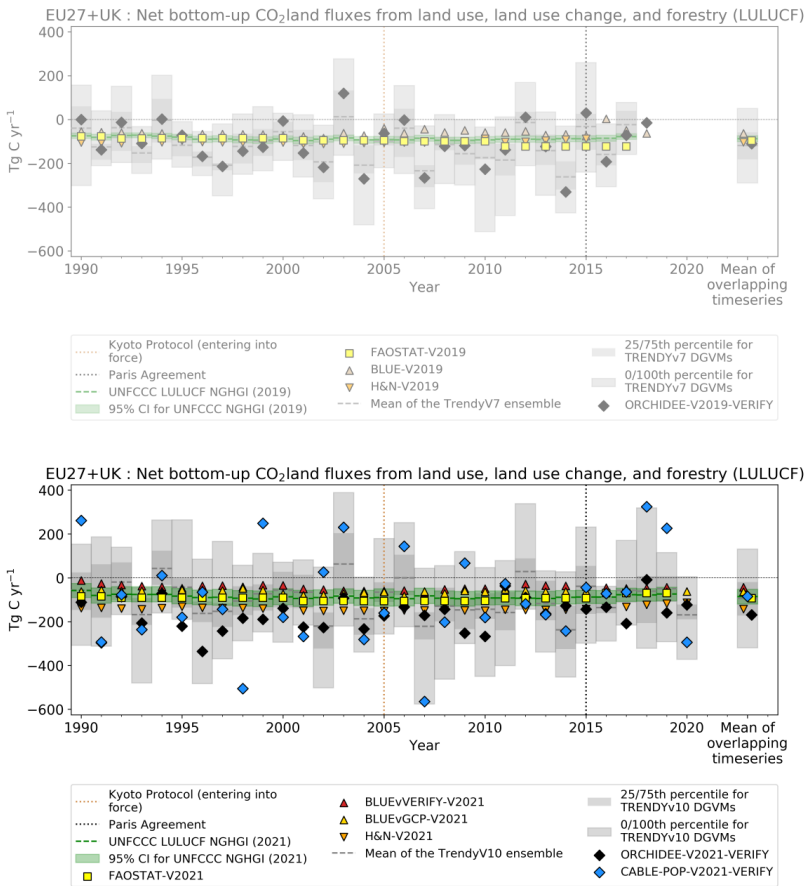 EU27+UK : Net bottom-up CO₂land fluxes from land use, land use change, and forestry (LULUCF)
400
200
0
−200
−400
−600
Tg C yr⁻¹
1990
1995
2000
2005
2010
2015
2020
Mean of
overlapping
timeseries
Year
Kyoto Protocol (entering into
force)
Paris Agreement
UNFCCC LULUCF NGHGI (2019)
95% CI for UNFCCC NGHGI (2019)
FAOSTAT-V2019
BLUE-V2019
H&N-V2019
Mean of the TrendyV7 ensemble
25/75th percentile for
TRENDYv7 DGVMs
0/100th percentile for
TRENDYv7 DGVMs
ORCHIDEE-V2019-VERIFY
EU27+UK : Net bottom-up CO₂land fluxes from land use, land use change, and forestry (LULUCF)
400
200
0
−200
−400
−600
Tg C yr⁻¹
1990
1995
2000
2005
2010
2015
2020
Mean of
overlapping
timeseries
Year
Kyoto Protocol (entering into
force)
Paris Agreement
UNFCCC LULUCF NGHGI (2021)
95% CI for UNFCCC NGHGI (2021)
FAOSTAT-V2021
BLUEvVERIFY-V2021
BLUEvGCP-V2021
H&N-V2021
Mean of the TrendyV10 ensemble
25/75th percentile for
TRENDYv10 DGVMs
0/100th percentile for
TRENDYv10 DGVMs
ORCHIDEE-V2021-VERIFY
CABLE-POP-V2021-VERIFY